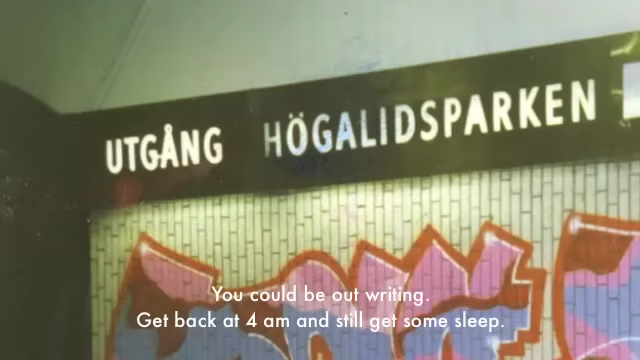 UTGÅNG HÖGALIDSPARKEN
You could be out writing.
Get back at 4 am and still get some sleep.